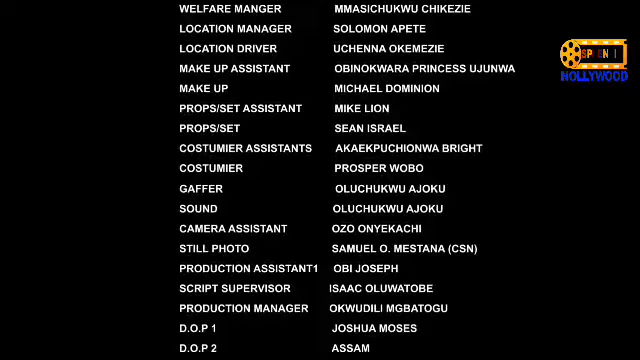 WELFARE MANGER MMASICHUKWU CHIKEZIE
LOCATION MANAGER SOLOMON APETE
LOCATION DRIVER UCHENNA OKEMEZIE
MAKE UP ASSISTANT OBINOKWARA PRINCESS UJUNWA
MAKE UP MICHAEL DOMINION
PROPS/SET ASSISTANT MIKE LION
PROPS/SET SEAN ISRAEL
COSTUMIER ASSISTANTS AKAEKPUCHIONWA BRIGHT
COSTUMIER PROSPER WOBO
GAFFER OLUCHUKWU AJOKU
SOUND OLUCHUKWU AJOKU
CAMERA ASSISTANT OZO ONYEKACHI
STILL PHOTO SAMUEL O. MESTANA (CSN)
PRODUCTION ASSISTANT1 OBI JOSEPH
SCRIPT SUPERVISOR ISAAC OLUWATOBE
PRODUCTION MANAGER OKWUDILI MGBATOGU
D.O.P 1 JOSHUA MOSES
D.O.P 2 ASSAM
NOLLYWOOD